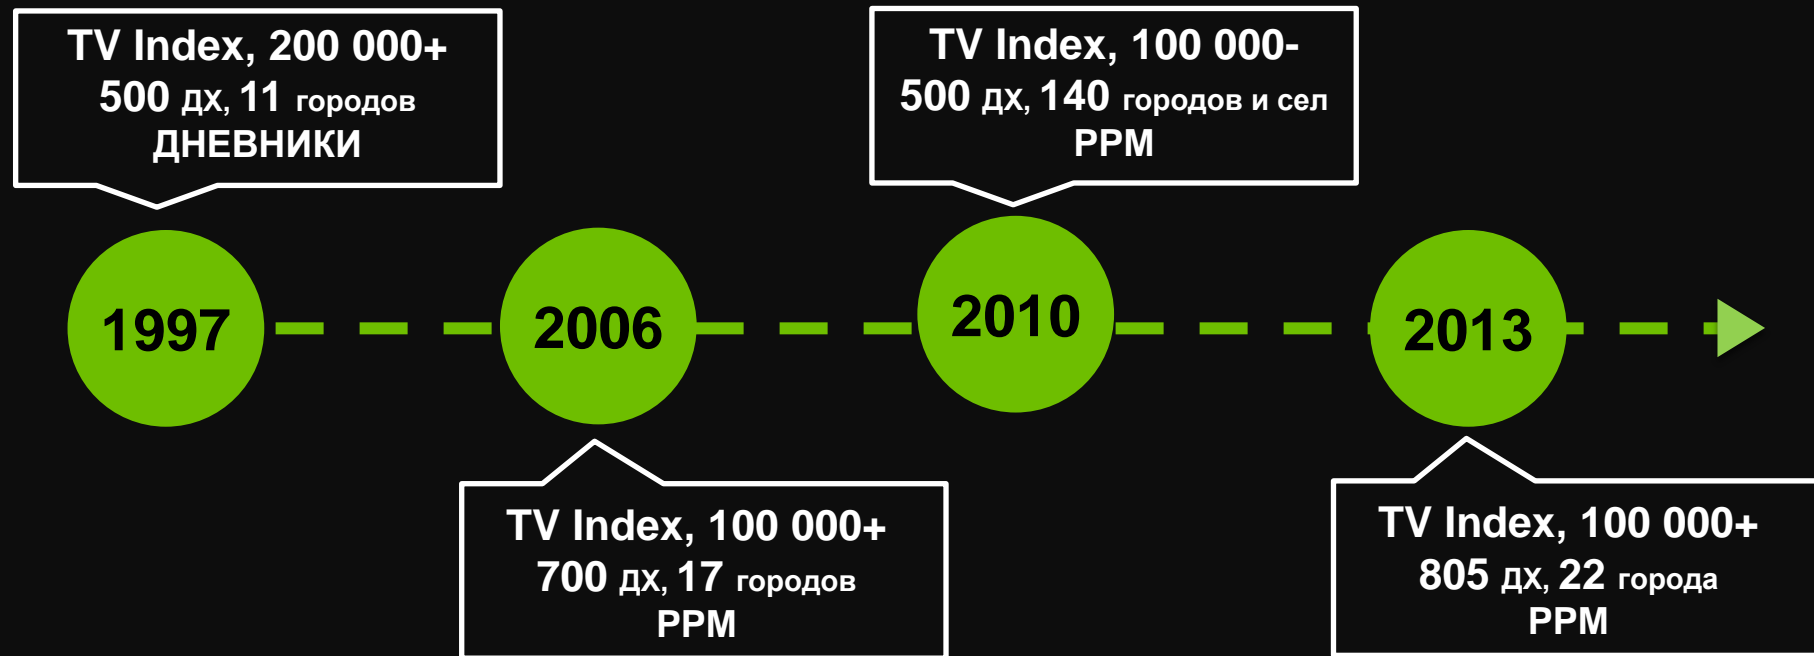 TV Index, 200 000+
500 ДХ, 11 городов
ДНЕВНИКИ
TV Index, 100 000-
500 ДХ, 140 городов и сел
PPM
1997
2006
2010
2013
TV Index, 100 000+
700 ДХ, 17 городов
PPM
TV Index, 100 000+
805 ДХ, 22 города
PPM